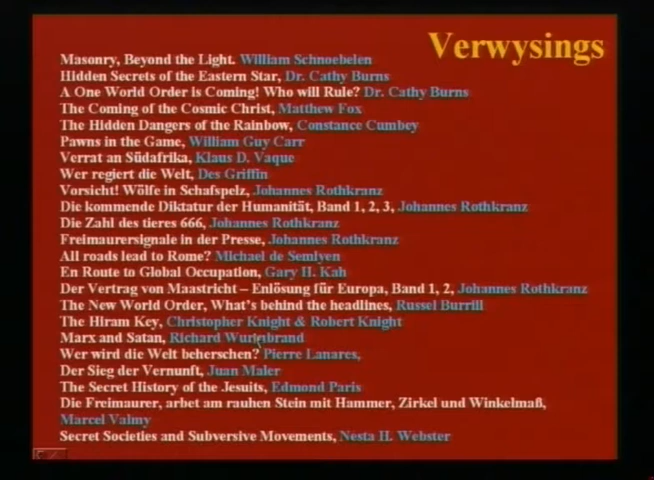 Verwysings
Masonry, Beyond the Light. William Schnoebelen
Hidden Secrets of the Eastern Star, Dr. Cathy Burns
A One World Order is Coming! Who will Rule? Dr. Cathy Burns
The Coming of the Cosmic Christ, Matthew Fox
The Hidden Dangers of the Rainbow, Constance Cumbey
Pawns in the Game, William Guy Carr
Verrat an Südafrika, Klaus D. Vaque
Wer regiert die Welt, Des Griffin
Vorsicht! Wölfe in Schafspelz, Johannes Rothkranz
Die kommende Diktatur der Humanität, Band 1, 2, 3, Johannes Rothkranz
Die Zahl des tieres 666, Johannes Rothkranz
Freimaurersignale in der Presse, Johannes Rothkranz
All roads lead to Rome? Michael de Semlyen
En Route to Global Occupation, Gary H. Kah
Der Vertrag von Maastricht – Enlösung für Europa, Band 1, 2, Johannes Rothkranz
The New World Order, What's behind the headlines, Russel Burrill
The Hiram Key, Christopher Knight & Robert Knight
Marx and Satan, Richard Wurmbrand
Wer wird die Welt beherschen? Pierre Lanares,
Der Sieg der Vernunft, Juan Maler
The Secret History of the Jesuits, Edmond Paris
Die Freimaurer, arbet am rauhen Stein mit Hammer, Zirkel und Winkelmaß,
Marcel Valmy
Secret Societies and Subversive Movements, Nesta H. Webster